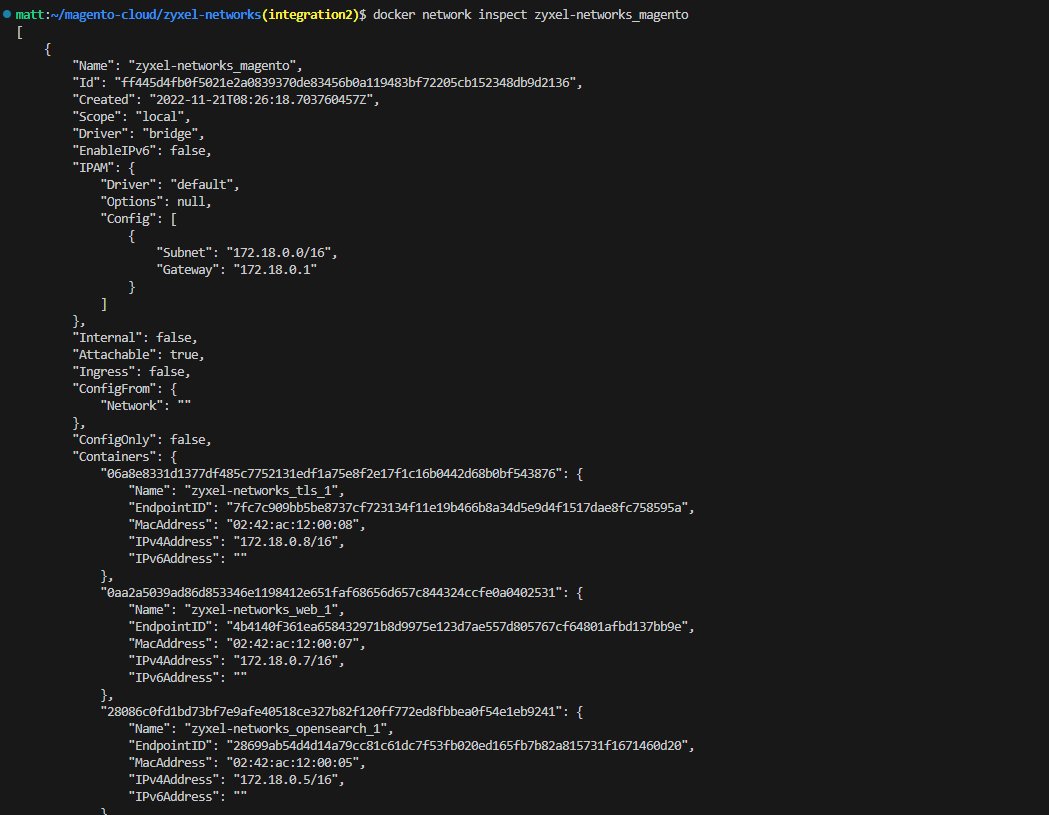 matt:~/magento-cloud/zyxel-networks(integration2)$ docker network inspect zyxel-networks_magento
[
    {
        "Name": "zyxel-networks_magento",
        "Id": "ff445d4fb0f5021e2a0839370de83456b0a119483bf72205cb152348db9d2136",
        "Created": "2022-11-21T08:26:18.703760457Z",
        "Scope": "local",
        "Driver": "bridge",
        "EnableIPv6": false,
        "IPAM": {
            "Driver": "default",
            "Options": null,
            "Config": [
                {
                    "Subnet": "172.18.0.0/16",
                    "Gateway": "172.18.0.1"
                }
            ]
        },
        "Internal": false,
        "Attachable": true,
        "Ingress": false,
        "ConfigFrom": {
            "Network": ""
        },
        "ConfigOnly": false,
        "Containers": {
            "06a8e8331d1377df485c7752131edf1a75e8f2e17f1c16b0442d68b0bf543876": {
                "Name": "zyxel-networks_tls_1",
                "EndpointID": "7fc7c909bb5be8737cf723134f11e19b466b8a34d5e9d4f1517dae8fc758595a",
                "MacAddress": "02:42:ac:12:00:08",
                "IPv4Address": "172.18.0.8/16",
                "IPv6Address": ""
            },
            "0aa2a5039ad86d853346e1198412e651faf68656d657c844324ccfe0a0402531": {
                "Name": "zyxel-networks_web_1",
                "EndpointID": "4b4140f361ea658432971b8d9975e123d7ae557d805767cf64801afbd137bb9e",
                "MacAddress": "02:42:ac:12:00:07",
                "IPv4Address": "172.18.0.7/16",
                "IPv6Address": ""
            },
            "28086c0fd1bd73bf7e9afe40518ce327b82f120ff772ed8fbbea0f54e1eb9241": {
                "Name": "zyxel-networks_opensearch_1",
                "EndpointID": "28699ab54d4d14a79cc81c61dc7f53fb020ed165fb7b82a815731f1671460d20",
                "MacAddress": "02:42:ac:12:00:05",
                "IPv4Address": "172.18.0.5/16",
                "IPv6Address": ""
            }